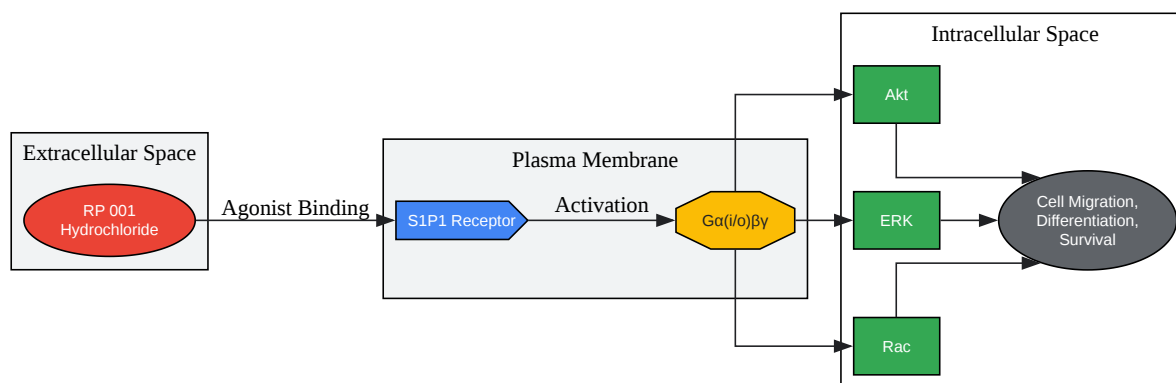 Extracellular Space
RP 001
Hydrochloride
Agonist Binding
Plasma Membrane
S1P1 Receptor
Activation
Gα(i/o)βγ
Intracellular Space
Akt
ERK
Rac
Cell Migration,
Differentiation,
Survival